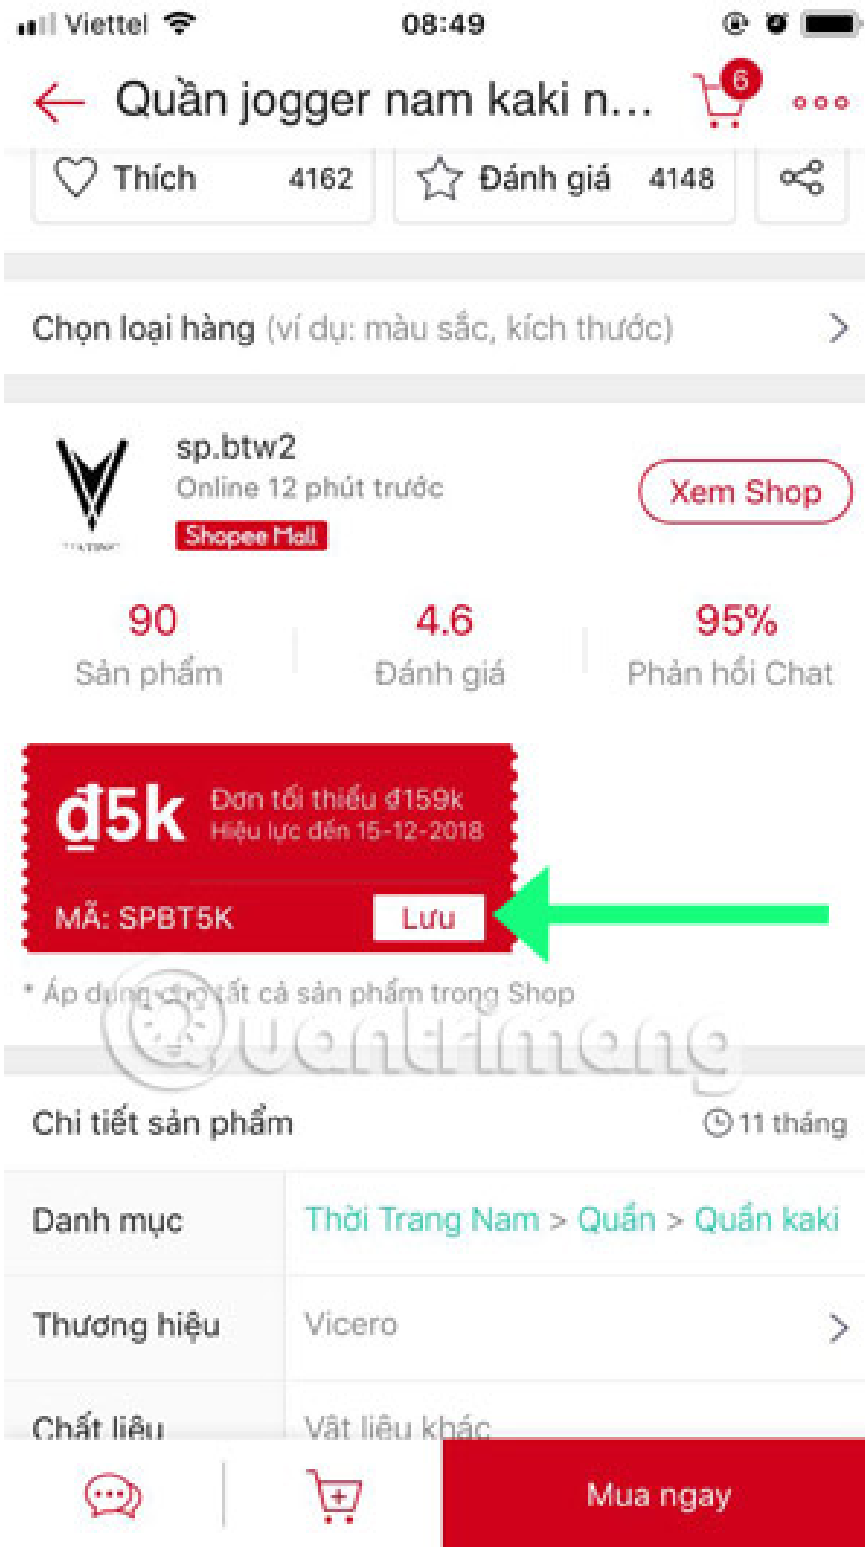 Viettel 08:49
Quần jogger nam kaki n... 6
Thích 4162 Đánh giá 4148
Chọn loại hàng (ví dụ: màu sắc, kích thước)
sp.btw2
Online 12 phút trước
Xem Shop
Shopee Mall
90 4.6 95%
Sản phẩm Đánh giá Phản hồi Chat
₫5k Đơn tối thiểu ₫159k
Hiệu lực đến 15-12-2018
MÃ: SPBT5K Lưu
* Áp dụng cho tất cả sản phẩm trong Shop
Quantrimang
Chi tiết sản phẩm 11 tháng
Danh mục Thời Trang Nam > Quần > Quần kaki
Thương hiệu Vicero
Chất liệu Vật liệu khác
Mua ngay